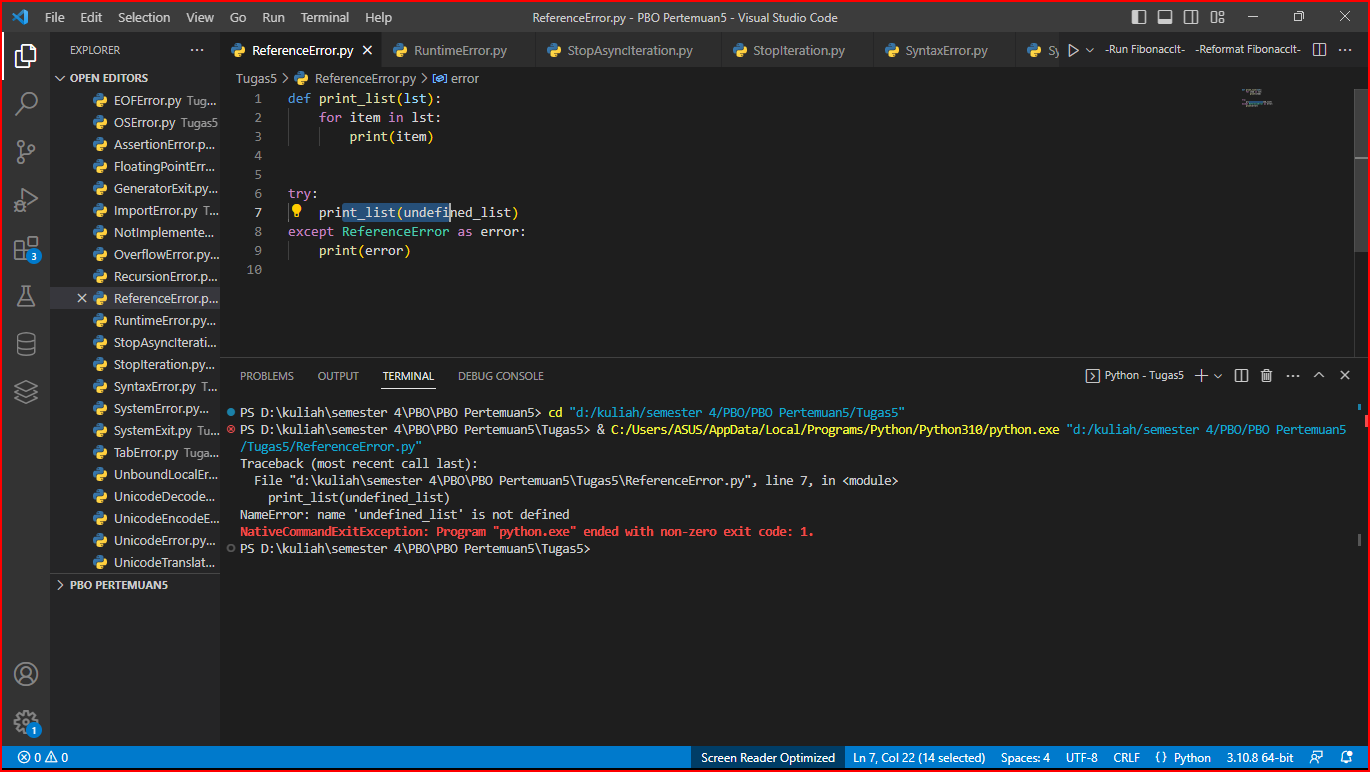 File Edit Selection View Go Run Terminal Help ReferenceError.py - PBO Pertemuan5 - Visual Studio Code
EXPLORER
ReferenceError.py RuntimeError.py StopAsyncIteration.py StopIteration.py SyntaxError.py Sy -Run FibonaccIt- -Reformat FibonaccIt-
OPEN EDITORS
EOFError.py Tug...
OSError.py Tugas5
AssertionError.p...
FloatingPointErr...
GeneratorExit.py...
ImportError.py T...
NotImplemente...
OverflowError.py...
RecursionError.p...
ReferenceError.p...
RuntimeError.py...
StopAsyncIterati...
StopIteration.py...
SyntaxError.py T...
SystemError.py...
SystemExit.py Tu...
TabError.py Tuga...
UnboundLocalEr...
UnicodeDecode...
UnicodeEncodeE...
UnicodeError.py...
UnicodeTranslat...
PBO PERTEMUAN5
3
1
Tugas5 > ReferenceError.py > error
1 def print_list(lst):
2 for item in lst:
3 print(item)
4
5
6 try:
7 print_list(undefined_list)
8 except ReferenceError as error:
9 print(error)
10
PROBLEMS OUTPUT TERMINAL DEBUG CONSOLE Python - Tugas5
PS D:\kuliah\semester 4\PBO\PBO Pertemuan5> cd "d:/kuliah/semester 4/PBO/PBO Pertemuan5/Tugas5"
PS D:\kuliah\semester 4\PBO\PBO Pertemuan5\Tugas5> & C:/Users/ASUS/AppData/Local/Programs/Python/Python310/python.exe "d:/kuliah/semester 4/PBO/PBO Pertemuan5
/Tugas5/ReferenceError.py"
Traceback (most recent call last):
File "d:\kuliah\semester 4\PBO\PBO Pertemuan5\Tugas5\ReferenceError.py", line 7, in <module>
print_list(undefined_list)
NameError: name 'undefined_list' is not defined
NativeCommandExitException: Program "python.exe" ended with non-zero exit code: 1.
PS D:\kuliah\semester 4\PBO\PBO Pertemuan5\Tugas5>
0 0 Screen Reader Optimized Ln 7, Col 22 (14 selected) Spaces: 4 UTF-8 CRLF {} Python 3.10.8 64-bit